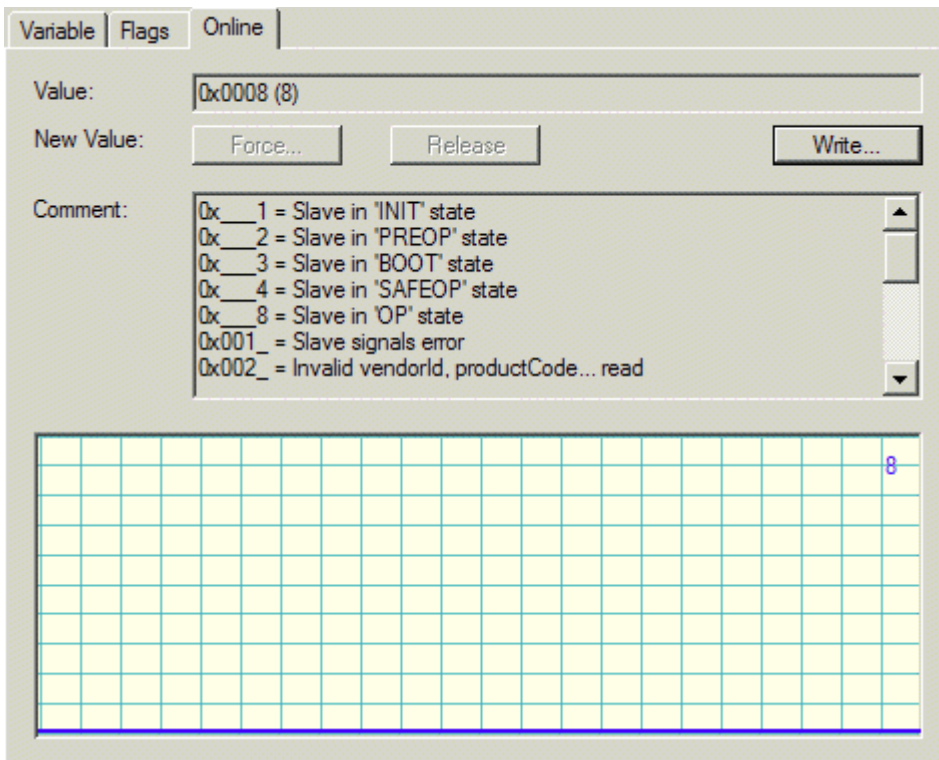 Variable Flags Online
Value: 0x0008 (8)
New Value: Force... Release Write...
Comment: 0x___1 = Slave in 'INIT' state
0x___2 = Slave in 'PREOP' state
0x___3 = Slave in 'BOOT' state
0x___4 = Slave in 'SAFEOP' state
0x___8 = Slave in 'OP' state
0x001_ = Slave signals error
0x002_ = Invalid vendorId, productCode... read
8